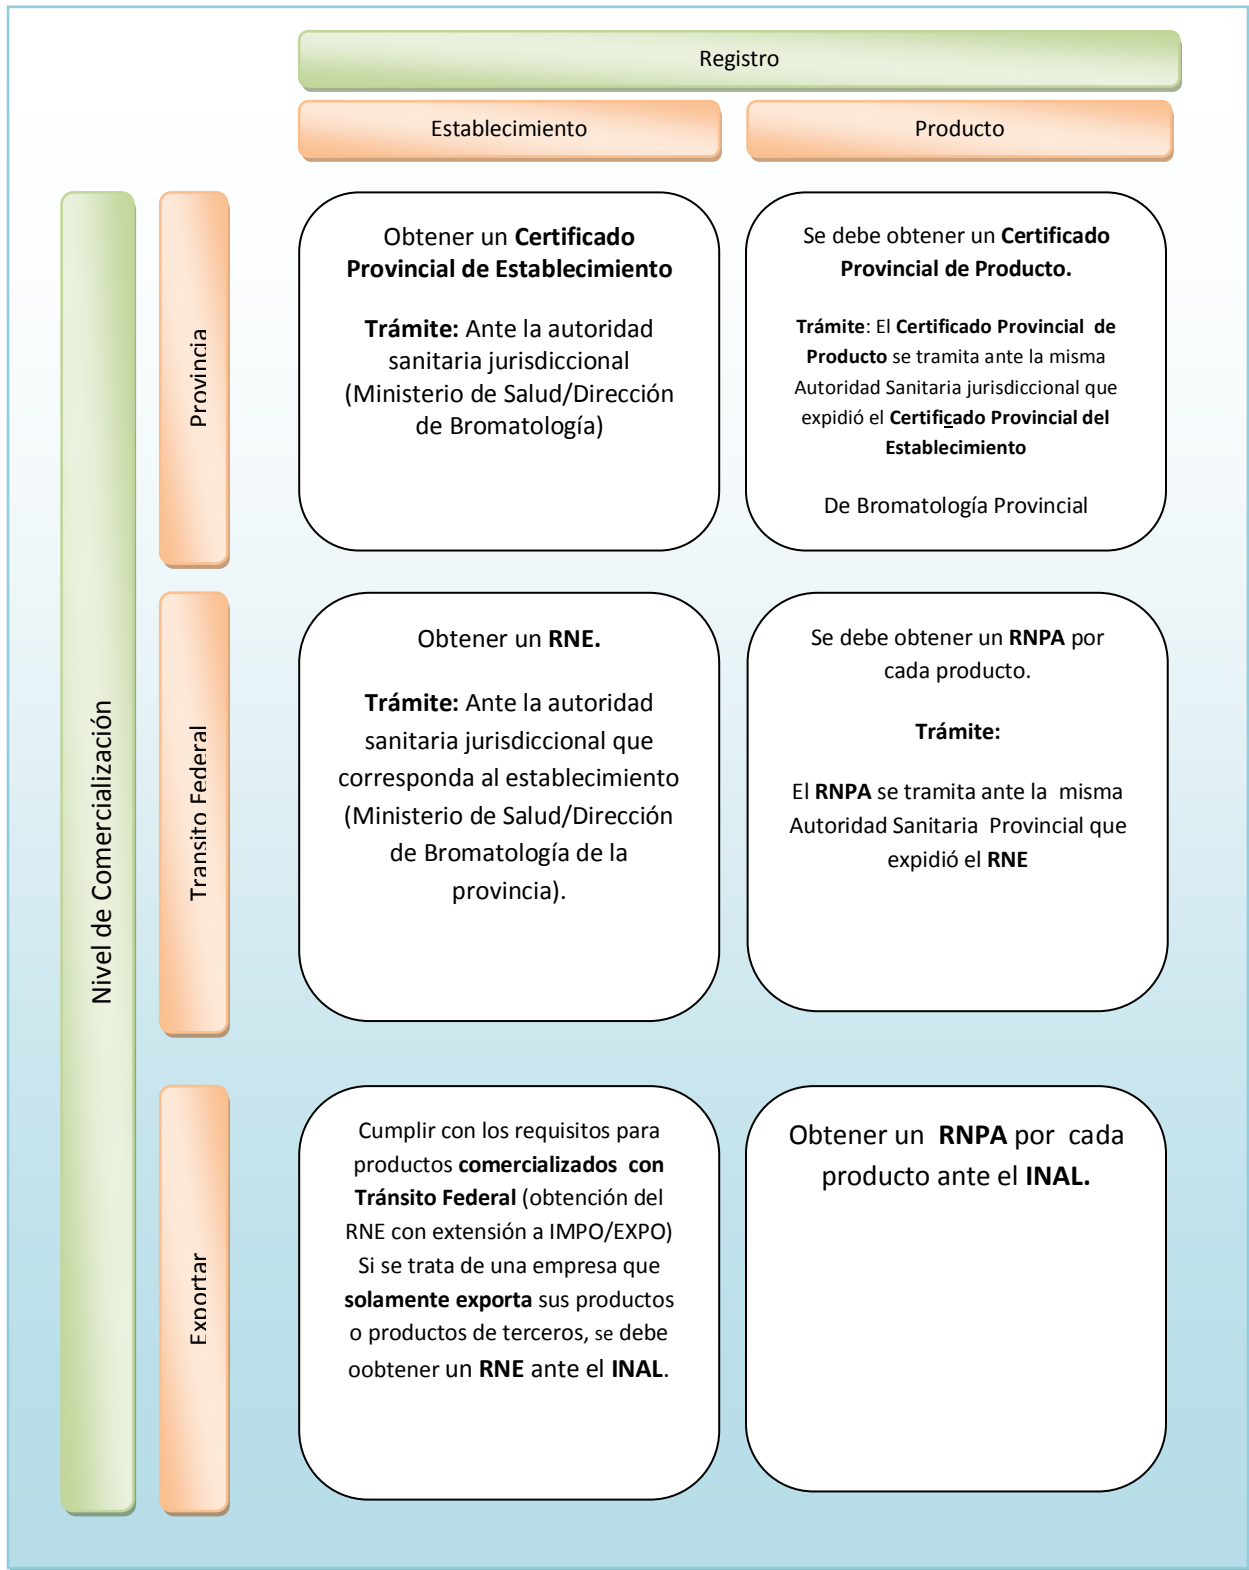 Registro
Establecimiento
Producto
Nivel de Comercialización
Provincia
Obtener un Certificado
Provincial de Establecimiento
Trámite: Ante la autoridad
sanitaria jurisdiccional
(Ministerio de Salud/Dirección
de Bromatología)
Se debe obtener un Certificado
Provincial de Producto.
Trámite: El Certificado Provincial de
Producto se tramita ante la misma
Autoridad Sanitaria jurisdiccional que
expidió el Certificado Provincial del
Establecimiento
De Bromatología Provincial
Transito Federal
Obtener un RNE.
Trámite: Ante la autoridad
sanitaria jurisdiccional que
corresponda al establecimiento
(Ministerio de Salud/Dirección
de Bromatología de la
provincia).
Se debe obtener un RNPA por
cada producto.
Trámite:
El RNPA se tramita ante la misma
Autoridad Sanitaria Provincial que
expidió el RNE
Exportar
Cumplir con los requisitos para
productos comercializados con
Tránsito Federal (obtención del
RNE con extensión a IMPO/EXPO)
Si se trata de una empresa que
solamente exporta sus productos
o productos de terceros, se debe
oobtener un RNE ante el INAL.
Obtener un RNPA por cada
producto ante el INAL.